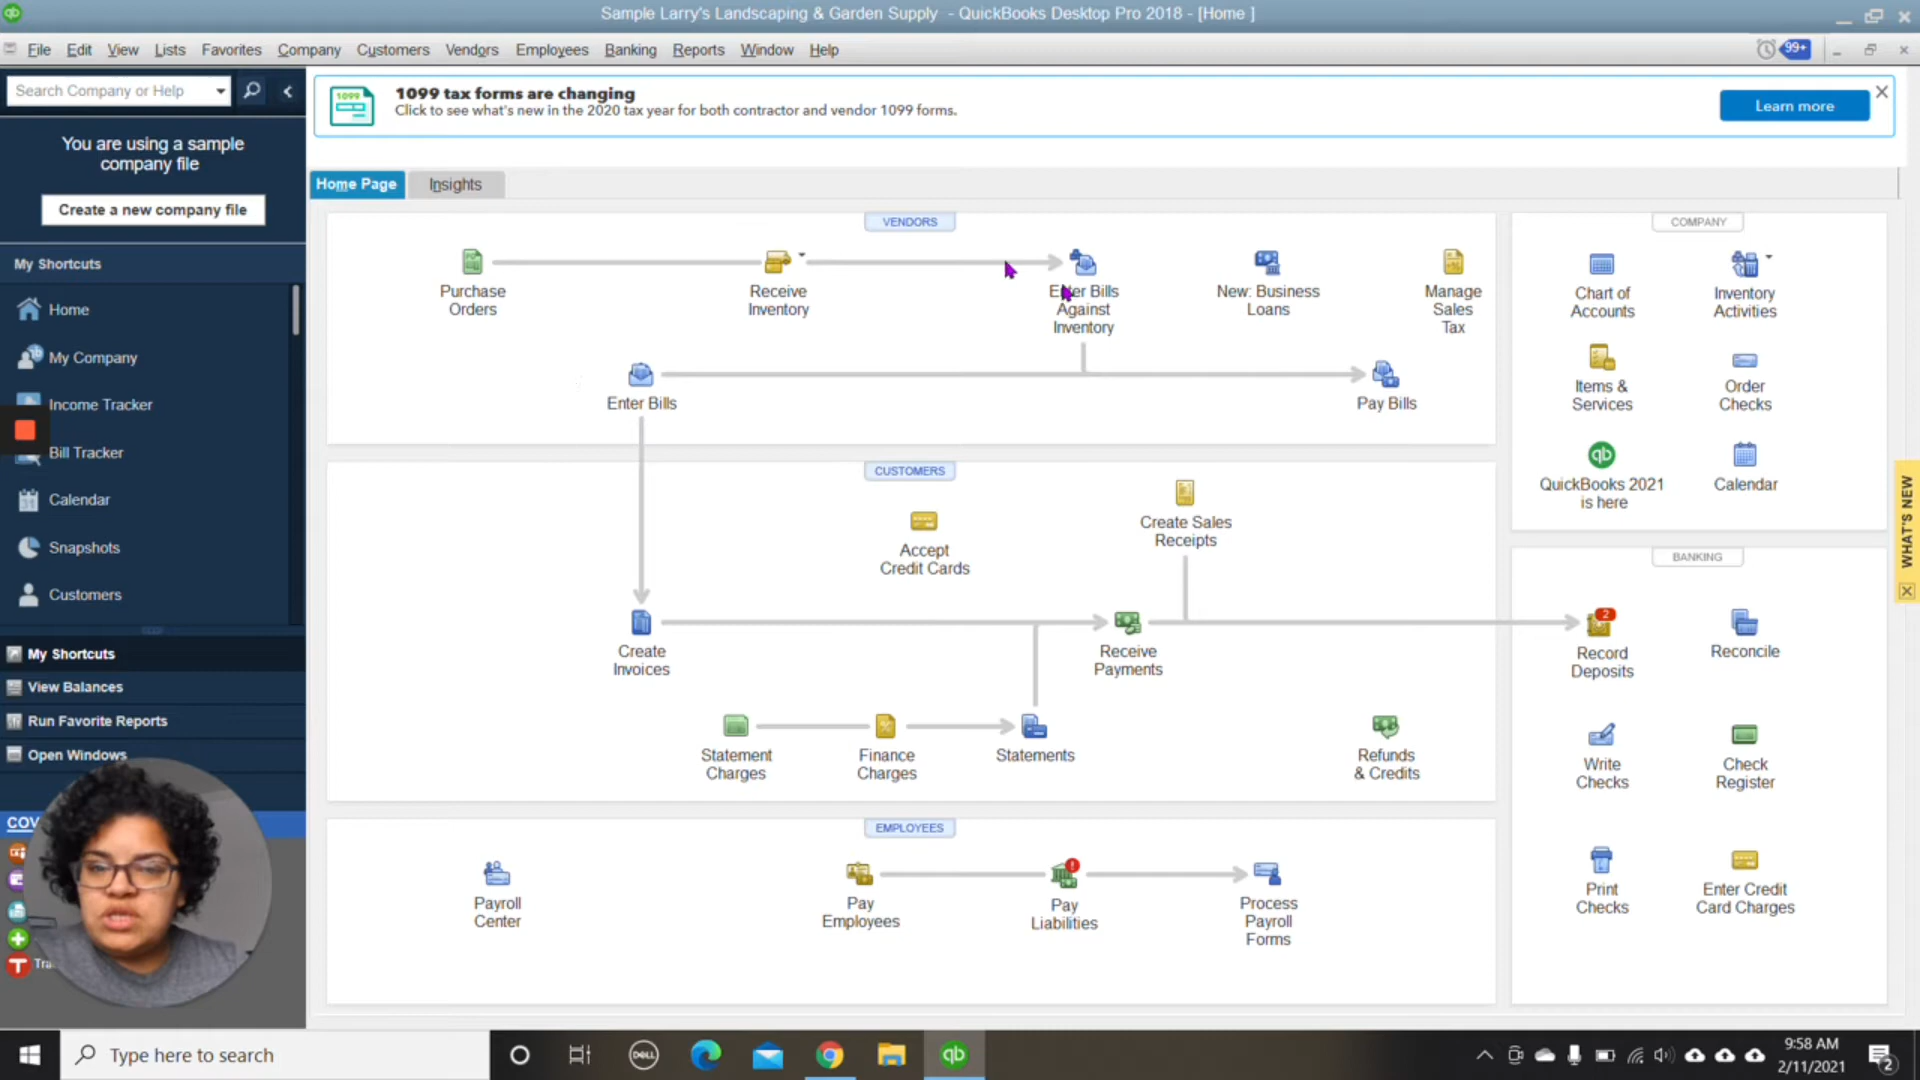 Sample Larry's Landscaping & Garden Supply - QuickBooks Desktop Pro 2018 - [Home ]
File Edit View Lists Favorites Company Customers Vendors Employees Banking Reports Window Help
99+
Search Company or Help
1099
1099 tax forms are changing
Click to see what's new in the 2020 tax year for both contractor and vendor 1099 forms.
Learn more
You are using a sample
company file
Create a new company file
Home Page
Insights
My Shortcuts
Home
My Company
Income Tracker
Bill Tracker
Calendar
Snapshots
Customers
My Shortcuts
View Balances
Run Favorite Reports
Open Windows
COV
VENDORS
Purchase
Orders
Receive
Inventory
Enter Bills
Against
Inventory
New: Business
Loans
Manage
Sales
Tax
Enter Bills
Pay Bills
CUSTOMERS
Accept
Credit Cards
Create Sales
Receipts
Create
Invoices
Receive
Payments
Statement
Charges
Finance
Charges
Statements
Refunds
& Credits
EMPLOYEES
Payroll
Center
Pay
Employees
Pay
Liabilities
Process
Payroll
Forms
COMPANY
Chart of
Accounts
Inventory
Activities
Items &
Services
Order
Checks
qb
QuickBooks 2021
is here
Calendar
BANKING
2
Record
Deposits
Reconcile
Write
Checks
Check
Register
Print
Checks
Enter Credit
Card Charges
WHAT'S NEW
Type here to search
DELL
qb
9:58 AM
2/11/2021
2